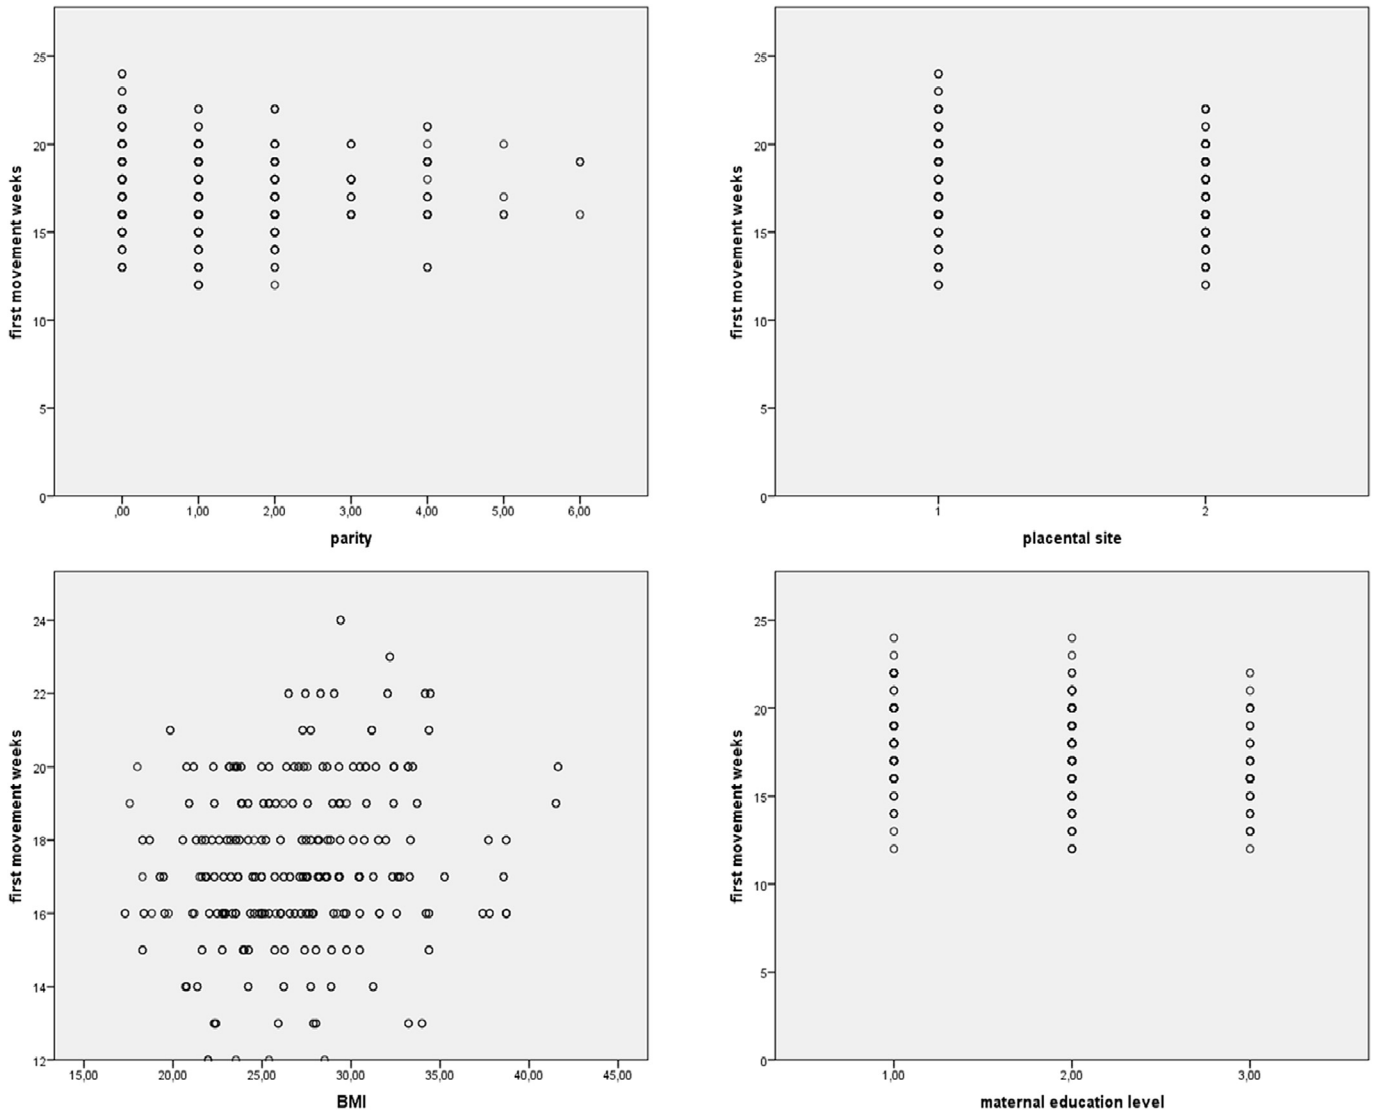 25
20
15
10
5
0
first movement weeks
,00 1,00 2,00 3,00 4,00 5,00 6,00
parity
25
20
15
10
5
0
first movement weeks
1 2
placental site
24
22
20
18
16
14
12
first movement weeks
15,00 20,00 25,00 30,00 35,00 40,00 45,00
BMI
25
20
15
10
5
0
first movement weeks
1,00 2,00 3,00
maternal education level